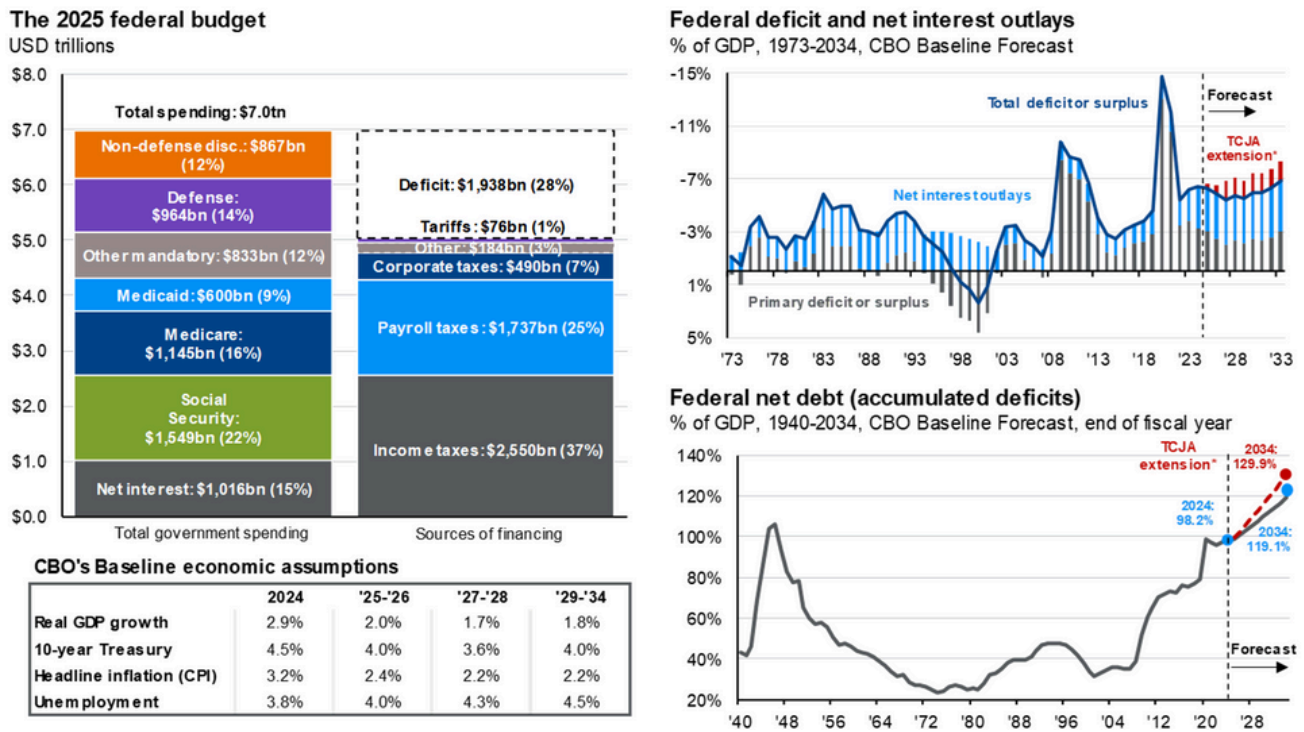 The 2025 federal budget
USD trillions
$8.0
$7.0
$6.0
$5.0
$4.0
$3.0
$2.0
$1.0
$0.0
Total spending: $7.0tn
Non-defense disc.: $867bn
(12%)
Defense:
$964bn (14%)
Other mandatory: $833bn (12%)
Medicaid: $600bn (9%)
Medicare:
$1,145bn (16%)
Social
Security:
$1,549bn (22%)
Net interest: $1,016bn (15%)
Total government spending
Deficit: $1,938bn (28%)
Tariffs: $76bn (1%)
Other: $184bn (3%)
Corporate taxes: $490bn (7%)
Payroll taxes: $1,737bn (25%)
Income taxes: $2,550bn (37%)
Sources of financing
CBO's Baseline economic assumptions
2024 '25-'26 '27-'28 '29-'34
Real GDP growth 2.9% 2.0% 1.7% 1.8%
10-year Treasury 4.5% 4.0% 3.6% 4.0%
Headline inflation (CPI) 3.2% 2.4% 2.2% 2.2%
Unemployment 3.8% 4.0% 4.3% 4.5%
Federal deficit and net interest outlays
% of GDP, 1973-2034, CBO Baseline Forecast
-15%
-11%
-7%
-3%
1%
5%
Total deficit or surplus
Forecast
TCJA
extension*
Net interest outlays
Primary deficit or surplus
'73 '78 '83 '88 '93 '98 '03 '08 '13 '18 '23 '28 '33
Federal net debt (accumulated deficits)
% of GDP, 1940-2034, CBO Baseline Forecast, end of fiscal year
140%
120%
100%
80%
60%
40%
20%
TCJA
extension*
2034:
129.9%
2024:
98.2%
2034:
119.1%
Forecast
'40 '48 '56 '64 '72 '80 '88 '96 '04 '12 '20 '28